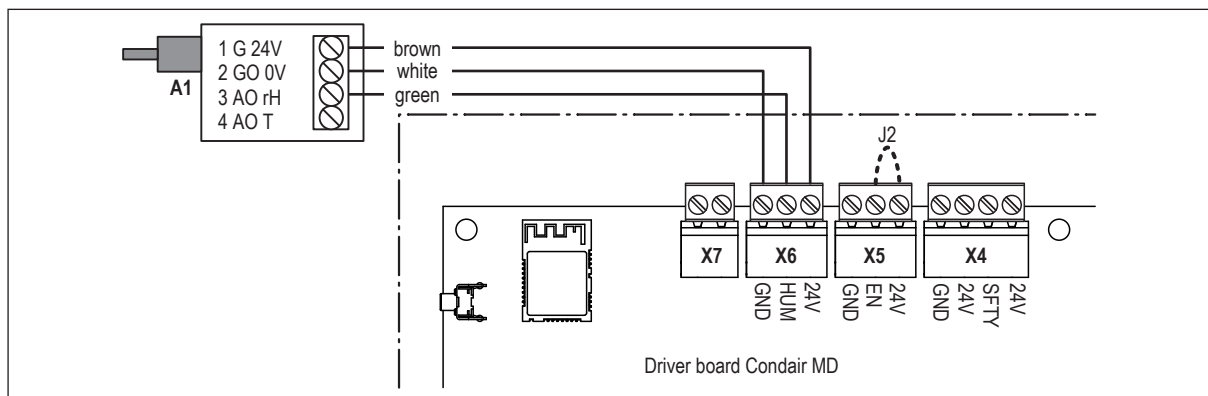 1 G 24V
2 GO 0V
3 AO rH
4 AO T
A1
brown
white
green
J2
X7 X6 X5 X4
GND HUM 24V GND EN 24V GND 24V SFTY 24V
Driver board Condair MD